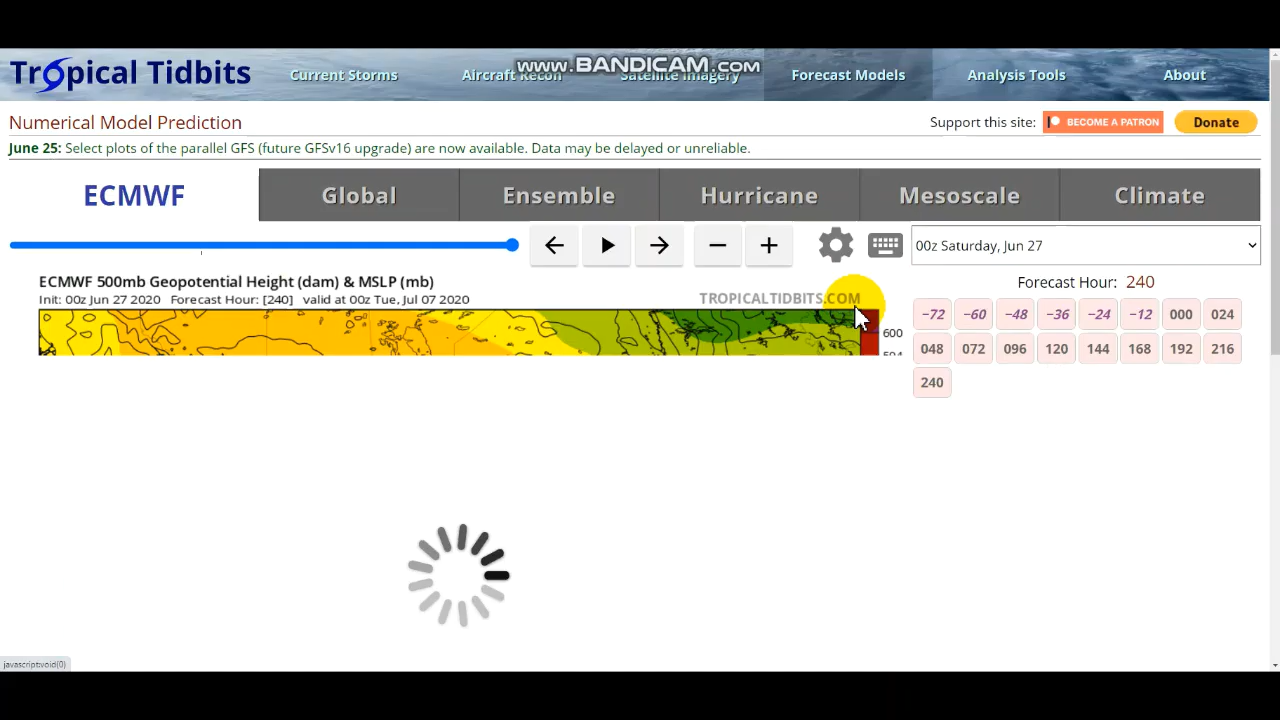 www.BANDICAM.com
Tropical Tidbits
Current Storms
Aircraft Recon
Satellite Imagery
Forecast Models
Analysis Tools
About
Numerical Model Prediction
Support this site:
BECOME A PATRON
Donate
June 25: Select plots of the parallel GFS (future GFSv16 upgrade) are now available. Data may be delayed or unreliable.
ECMWF
Global
Ensemble
Hurricane
Mesoscale
Climate
00z Saturday, Jun 27
ECMWF 500mb Geopotential Height (dam) & MSLP (mb)
Init: 00z Jun 27 2020 Forecast Hour: [240] valid at 00z Tue, Jul 07 2020
TROPICALTIDBITS.COM
600
594
Forecast Hour: 240
−72 −60 −48 −36 −24 −12 000 024
048 072 096 120 144 168 192 216
240
javascript:void(0)